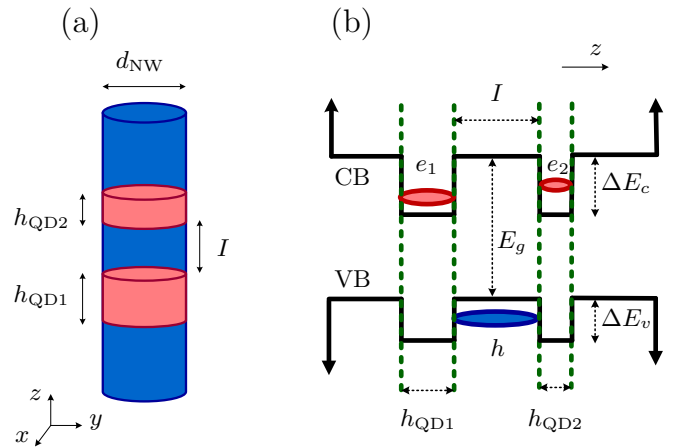 (a)
d_NW
h_QD2
I
h_QD1
z
y
x
(b)
z
I
e_1
e_2
CB
ΔE_c
E_g
VB
ΔE_v
h
h_QD1
h_QD2